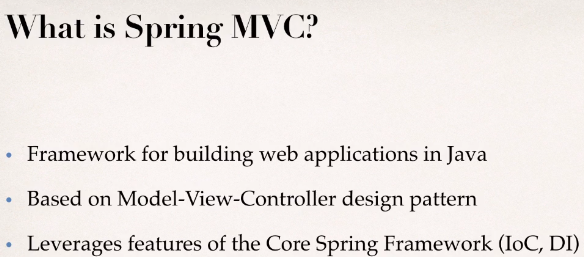 What is Spring MVC?
• Framework for building web applications in Java
• Based on Model-View-Controller design pattern
• Leverages features of the Core Spring Framework (IoC, DI)